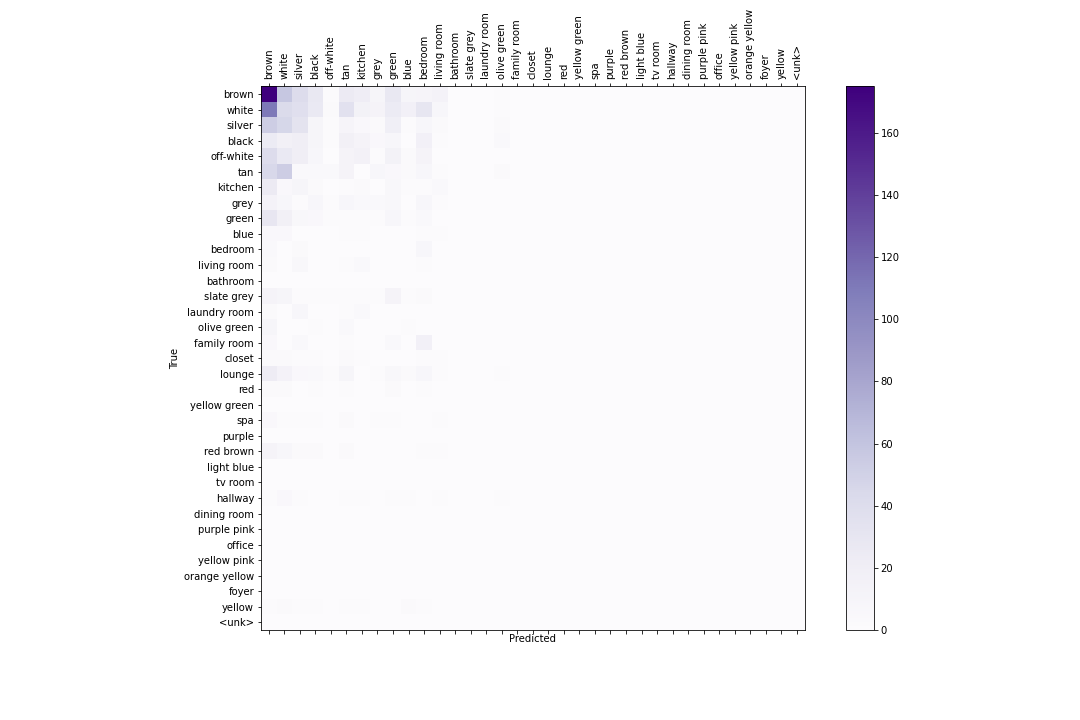 brown
white
silver
black
off-white
tan
kitchen
grey
green
blue
bedroom
living room
bathroom
slate grey
laundry room
olive green
family room
closet
lounge
red
yellow green
spa
purple
red brown
light blue
tv room
hallway
dining room
purple pink
office
yellow pink
orange yellow
foyer
yellow
<unk>
brown
white
silver
black
off-white
tan
kitchen
grey
green
blue
bedroom
living room
bathroom
slate grey
laundry room
olive green
family room
closet
lounge
red
yellow green
spa
purple
red brown
light blue
tv room
hallway
dining room
purple pink
office
yellow pink
orange yellow
foyer
yellow
<unk>
True
Predicted
160
140
120
100
80
60
40
20
0